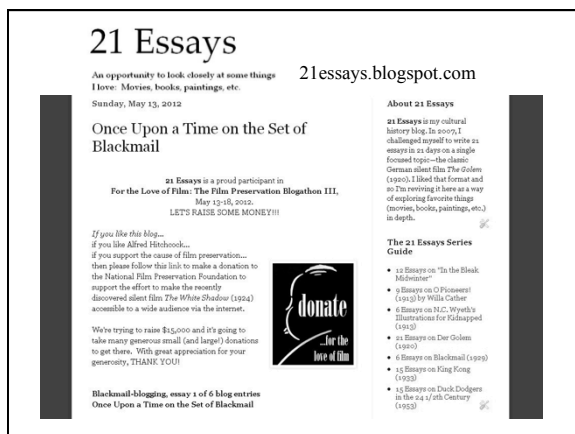 21 Essays
21essays.blogspot.com
An opportunity to look closely at some things
I love: Movies, books, paintings, etc.
Sunday, May 13, 2012
Once Upon a Time on the Set of
Blackmail
21 Essays is a proud participant in
For the Love of Film: The Film Preservation Blogathon III,
May 13-18, 2012.
LET'S RAISE SOME MONEY!!!
If you like this blog...
if you like Alfred Hitchcock...
if you support the cause of film preservation...
then please follow this link to make a donation to
the National Film Preservation Foundation to
support the effort to make the recently
discovered silent film The White Shadow (1924)
accessible to a wide audience via the internet.
We're trying to raise $15,000 and it's going to
take many generous small (and large!) donations
to get there. With great appreciation for your
generosity, THANK YOU!
donate
...for the
love of film
Blackmail-blogging, essay 1 of 6 blog entries
Once Upon a Time on the Set of Blackmail
About 21 Essays
21 Essays is my cultural
history blog. In 2007, I
challenged myself to write 21
essays in 21 days on a single
focused topic—the classic
German silent film The Golem
(1920). I liked that format and
so I'm reviving it here as a way
of exploring favorite things
(movies, books, paintings, etc.)
in depth.
The 21 Essays Series
Guide
12 Essays on "In the Bleak
Midwinter"
9 Essays on O Pioneers!
(1913) by Willa Cather
6 Essays on N.C. Wyeth's
Illustrations for Kidnapped
(1913)
21 Essays on Der Golem
(1920)
6 Essays on Blackmail (1929)
15 Essays on King Kong
(1933)
15 Essays on Duck Dodgers
in the 24 1/2th Century
(1953)